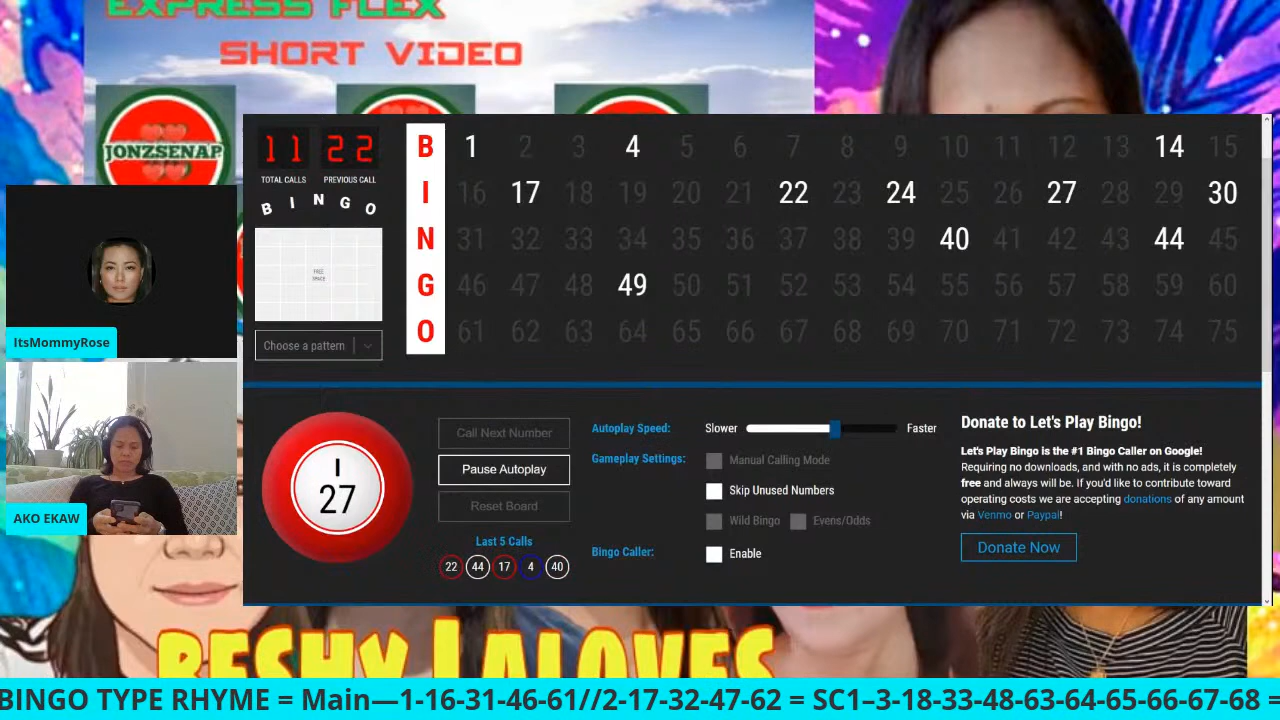 EXPRESS FLEX
SHORT VIDEO
JONZSENAP
11 22
TOTAL CALLS PREVIOUS CALL
B I N G O
FREE SPACE
Choose a pattern
B 1 2 3 4 5 6 7 8 9 10 11 12 13 14 15
I 16 17 18 19 20 21 22 23 24 25 26 27 28 29 30
N 31 32 33 34 35 36 37 38 39 40 41 42 43 44 45
G 46 47 48 49 50 51 52 53 54 55 56 57 58 59 60
O 61 62 63 64 65 66 67 68 69 70 71 72 73 74 75
ItsMommyRose
AKO EKAW
I
27
Call Next Number
Pause Autoplay
Reset Board
Last 5 Calls
22 44 17 4 40
Autoplay Speed: Slower Faster
Gameplay Settings: Manual Calling Mode
Skip Unused Numbers
Wild Bingo Evens/Odds
Bingo Caller: Enable
Donate to Let's Play Bingo!
Let's Play Bingo is the #1 Bingo Caller on Google!
Requiring no downloads, and with no ads, it is completely
free and always will be. If you'd like to contribute toward
operating costs we are accepting donations of any amount
via Venmo or Paypal!
Donate Now
BESHY LALOVES
BINGO TYPE RHYME = Main—1-16-31-46-61//2-17-32-47-62 = SC1–3-18-33-48-63-64-65-66-67-68 =